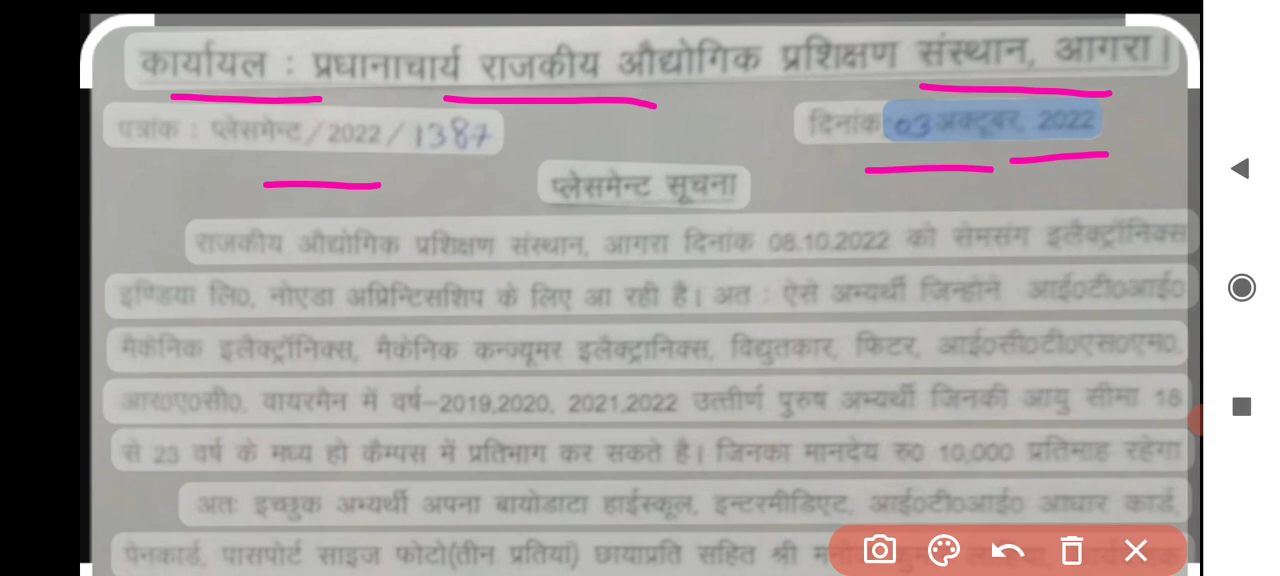 कार्यायल : प्रधानाचार्य राजकीय औद्योगिक प्रशिक्षण संस्थान, आगरा।
पत्रांक : प्लेसमेन्ट / 2022 / 1387 दिनांक 03 अक्टूबर, 2022
प्लेसमेन्ट सूचना
राजकीय औद्योगिक प्रशिक्षण संस्थान, आगरा दिनांक 08.10.2022 को सेमसंग इलैक्ट्रॉनिक्स
इण्डिया लि0, नोएडा अप्रिन्टिसशिप के लिए आ रही है। अत : ऐसे अभ्यर्थी जिन्होने आई0टी0आई0
मैकेनिक इलैक्ट्रॉनिक्स, मैकेनिक कन्ज्यूमर इलैक्ट्रानिक्स, विद्युतकार, फिटर, आई0सी0टी0एस0एम0,
आर0ए0सी0, वायरमैन में वर्ष–2019,2020, 2021,2022 उत्तीर्ण पुरुष अभ्यर्थी जिनकी आयु सीमा 18
से 23 वर्ष के मध्य हो कैम्पस में प्रतिभाग कर सकते है। जिनका मानदेय रु0 10,000 प्रतिमाह रहेगा
अतः इच्छुक अभ्यर्थी अपना बायोडाटा हाईस्कूल, इन्टरमीडिएट, आई0टी0आई0 आधार कार्ड,
पेनकार्ड, पासपोर्ट साइज फोटो(तीन प्रतियां) छायाप्रति सहित श्री